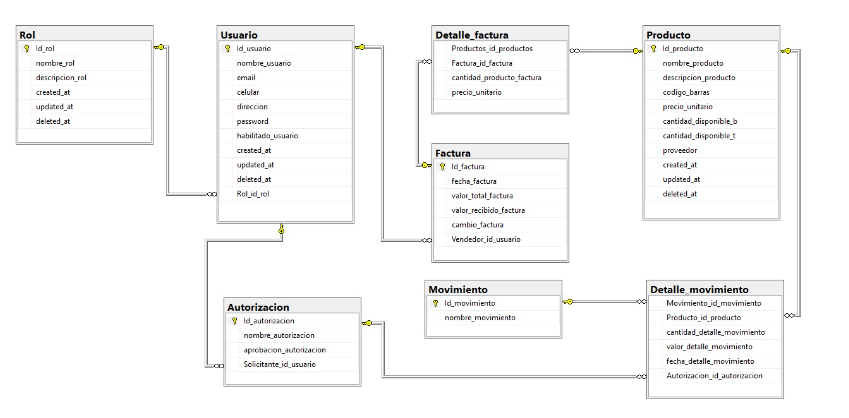 Rol
Id_rol
nombre_rol
descripcion_rol
created_at
updated_at
deleted_at
Usuario
Id_usuario
nombre_usuario
email
celular
direccion
password
habilitado_usuario
created_at
updated_at
deleted_at
Rol_id_rol
Detalle_factura
Productos_id_productos
Factura_id_factura
cantidad_producto_factura
precio_unitario
Producto
Id_producto
nombre_producto
descripcion_producto
codigo_barras
precio_unitario
cantidad_disponible_b
cantidad_disponible_t
proveedor
created_at
updated_at
deleted_at
Factura
Id_factura
fecha_factura
valor_total_factura
valor_recibido_factura
cambio_factura
Vendedor_id_usuario
Autorizacion
Id_autorizacion
nombre_autorizacion
aprobacion_autorizacion
Solicitante_id_usuario
Movimiento
Id_movimiento
nombre_movimiento
Detalle_movimiento
Movimiento_id_movimiento
Producto_id_producto
cantidad_detalle_movimiento
valor_detalle_movimiento
fecha_detalle_movimiento
Autorizacion_id_autorizacion